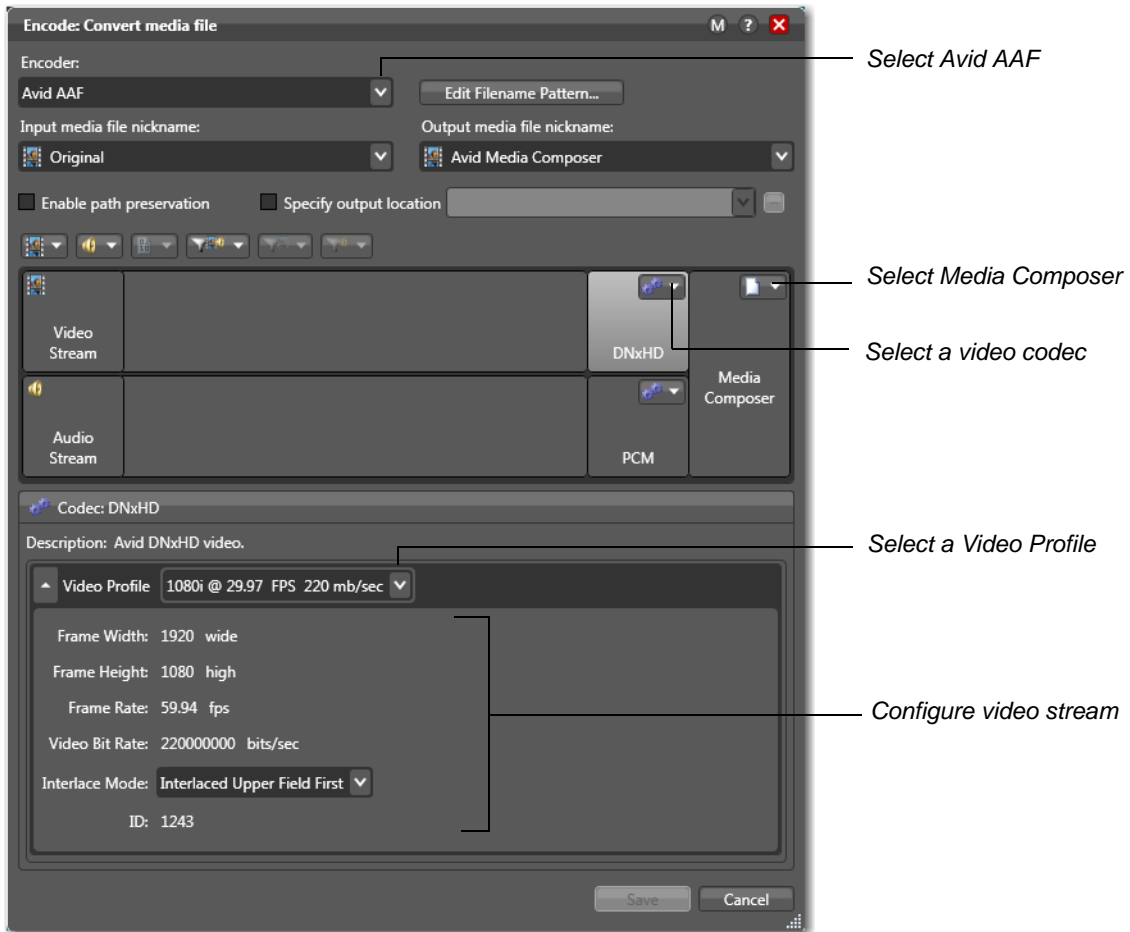 Encode: Convert media file
M ?
Encoder:
Select Avid AAF
Avid AAF
Edit Filename Pattern...
Input media file nickname:
Output media file nickname:
Original
Avid Media Composer
Enable path preservation
Specify output location
Select Media Composer
Video
Stream
DNxHD
Select a video codec
Media
Composer
Audio
Stream
PCM
Codec: DNxHD
Description: Avid DNxHD video.
Select a Video Profile
Video Profile 1080i @ 29.97 FPS 220 mb/sec
Frame Width: 1920 wide
Frame Height: 1080 high
Frame Rate: 59.94 fps
Configure video stream
Video Bit Rate: 220000000 bits/sec
Interlace Mode: Interlaced Upper Field First
ID: 1243
Save
Cancel